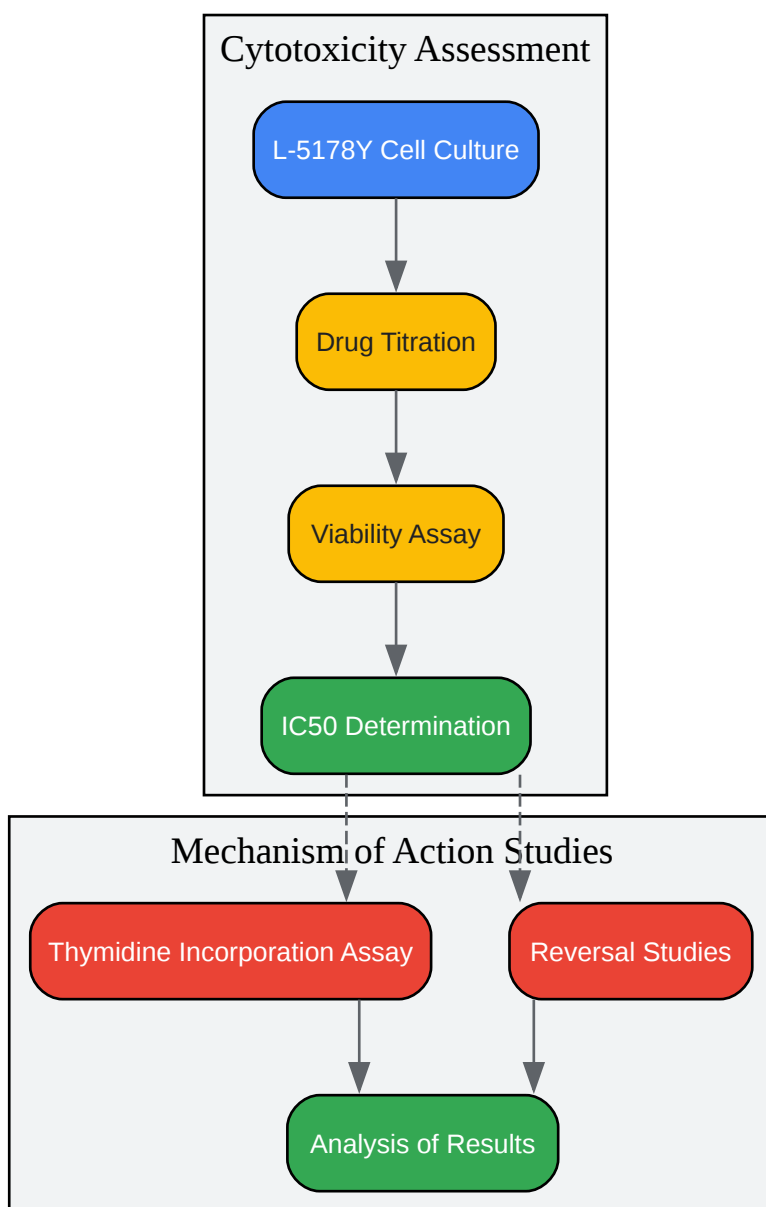 Cytotoxicity Assessment
L-5178Y Cell Culture
Drug Titration
Viability Assay
IC50 Determination
Mechanism of Action Studies
Thymidine Incorporation Assay
Reversal Studies
Analysis of Results